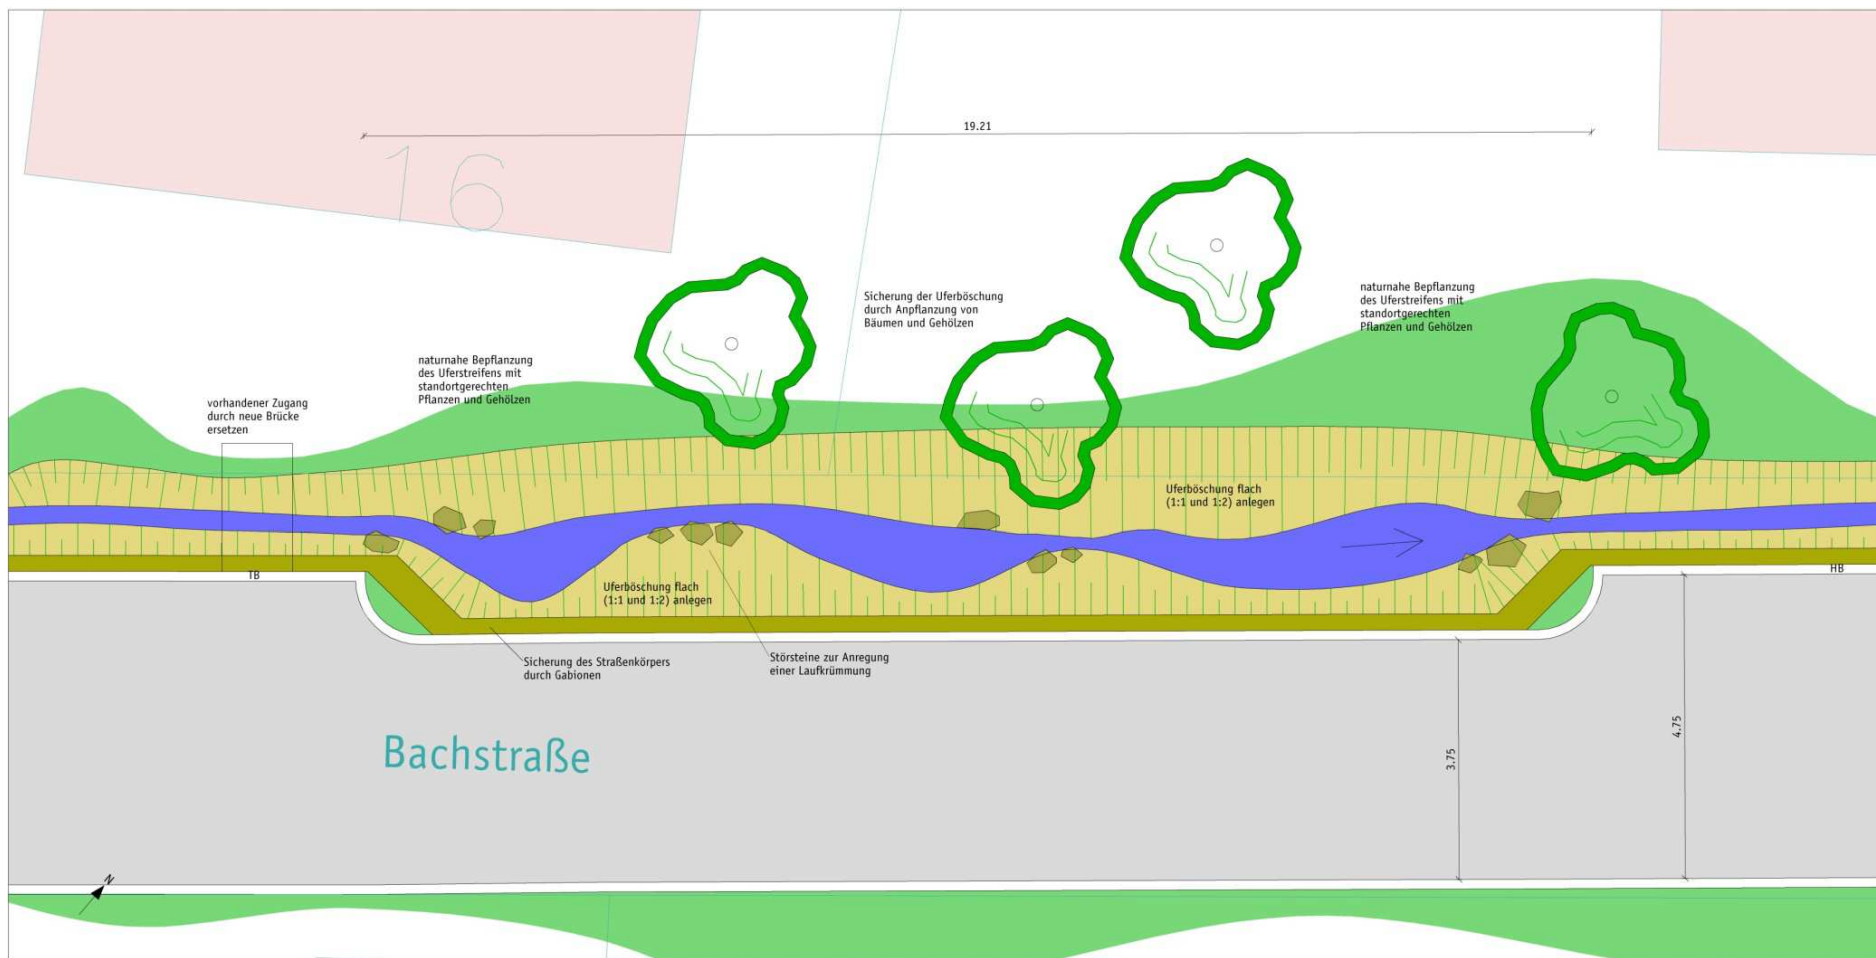 19.21
16
Sicherung der Uferböschung
durch Anpflanzung von
Bäumen und Gehölzen
naturnahe Bepflanzung
des Uferstreifens mit
standortgerechten
Pflanzen und Gehölzen
naturnahe Bepflanzung
des Uferstreifens mit
standortgerechten
Pflanzen und Gehölzen
vorhandener Zugang
durch neue Brücke
ersetzen
Uferböschung flach
(1:1 und 1:2) anlegen
TB
HB
Uferböschung flach
(1:1 und 1:2) anlegen
Sicherung des Straßenkörpers
durch Gabionen
Störsteine zur Anregung
einer Laufkrümmung
Bachstraße
3.75
4.75
N